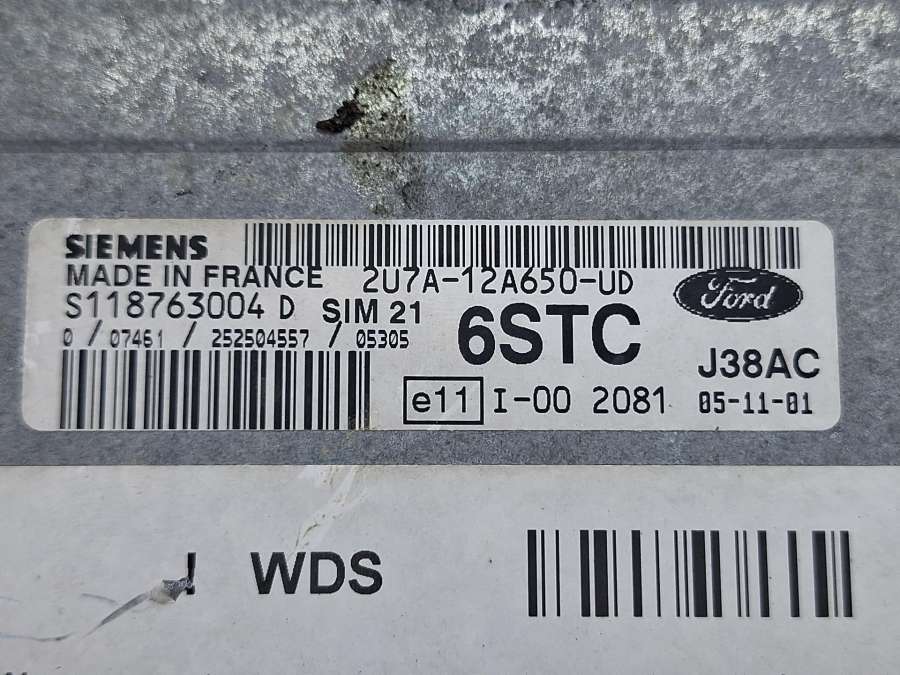 SIEMENS
MADE IN FRANCE 2U7A-12A650-UD
Ford
S118763004 D SIM 21
0 / 07461 / 252504557 / 05305
6STC
J38AC
e11 I-00 2081 05-11-01
WDS